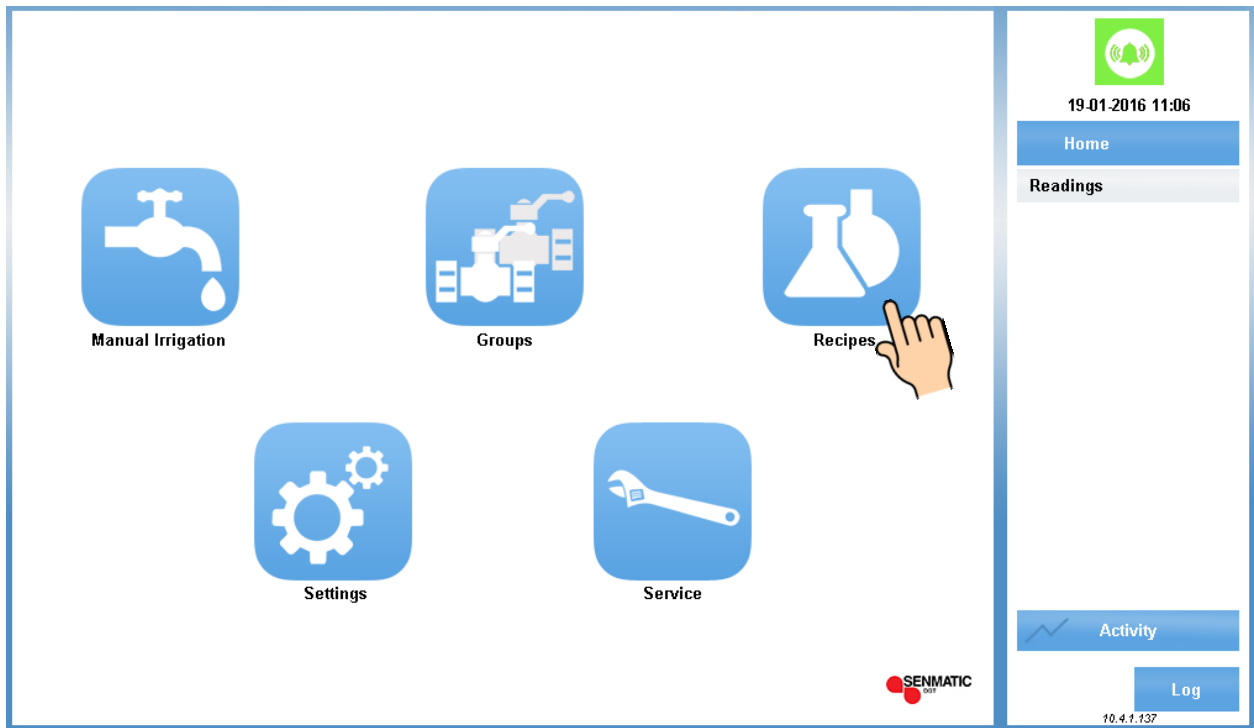 19-01-2016 11:06
Home
Readings
Manual Irrigation
Groups
Recipes
Settings
Service
SENMATIC
DGT
Activity
Log
10.4.1.137